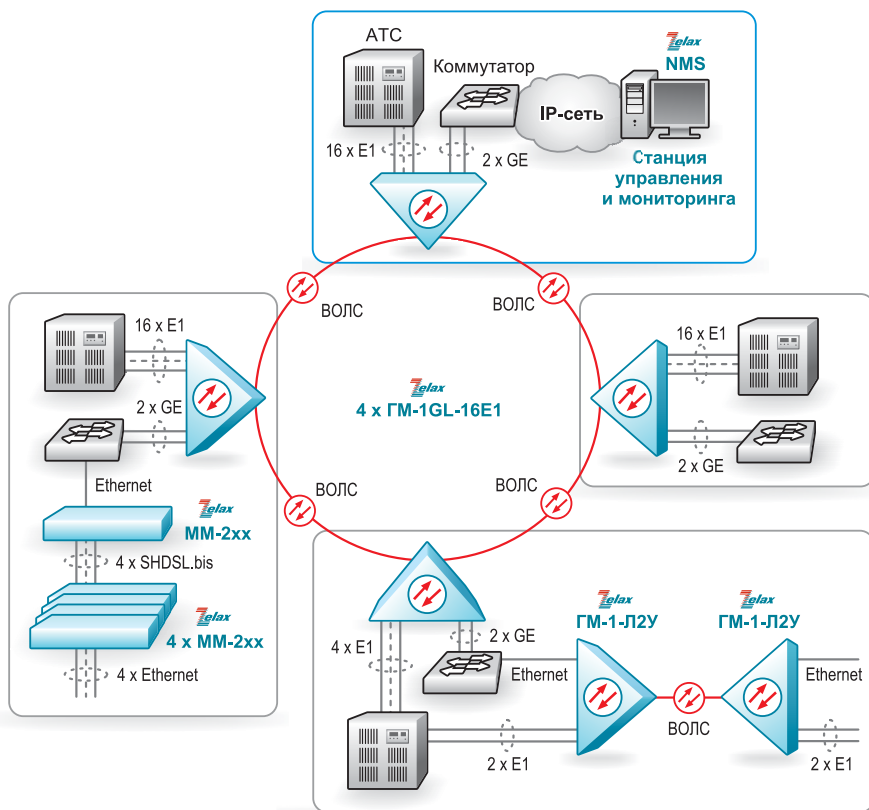 АТС
Коммутатор
Zelax
NMS
IP-сеть
16 x E1
2 x GE
Станция
управления
и мониторинга
ВОЛС
ВОЛС
16 x E1
2 x GE
Ethernet
Zelax
ММ-2хх
4 x SHDSL.bis
Zelax
4 x ММ-2хх
4 x Ethernet
Zelax
4 x ГМ-1GL-16E1
16 x E1
2 x GE
ВОЛС
ВОЛС
4 x E1
2 x GE
Ethernet
2 x E1
Zelax
ГМ-1-Л2У
ВОЛС
Zelax
ГМ-1-Л2У
Ethernet
2 x E1